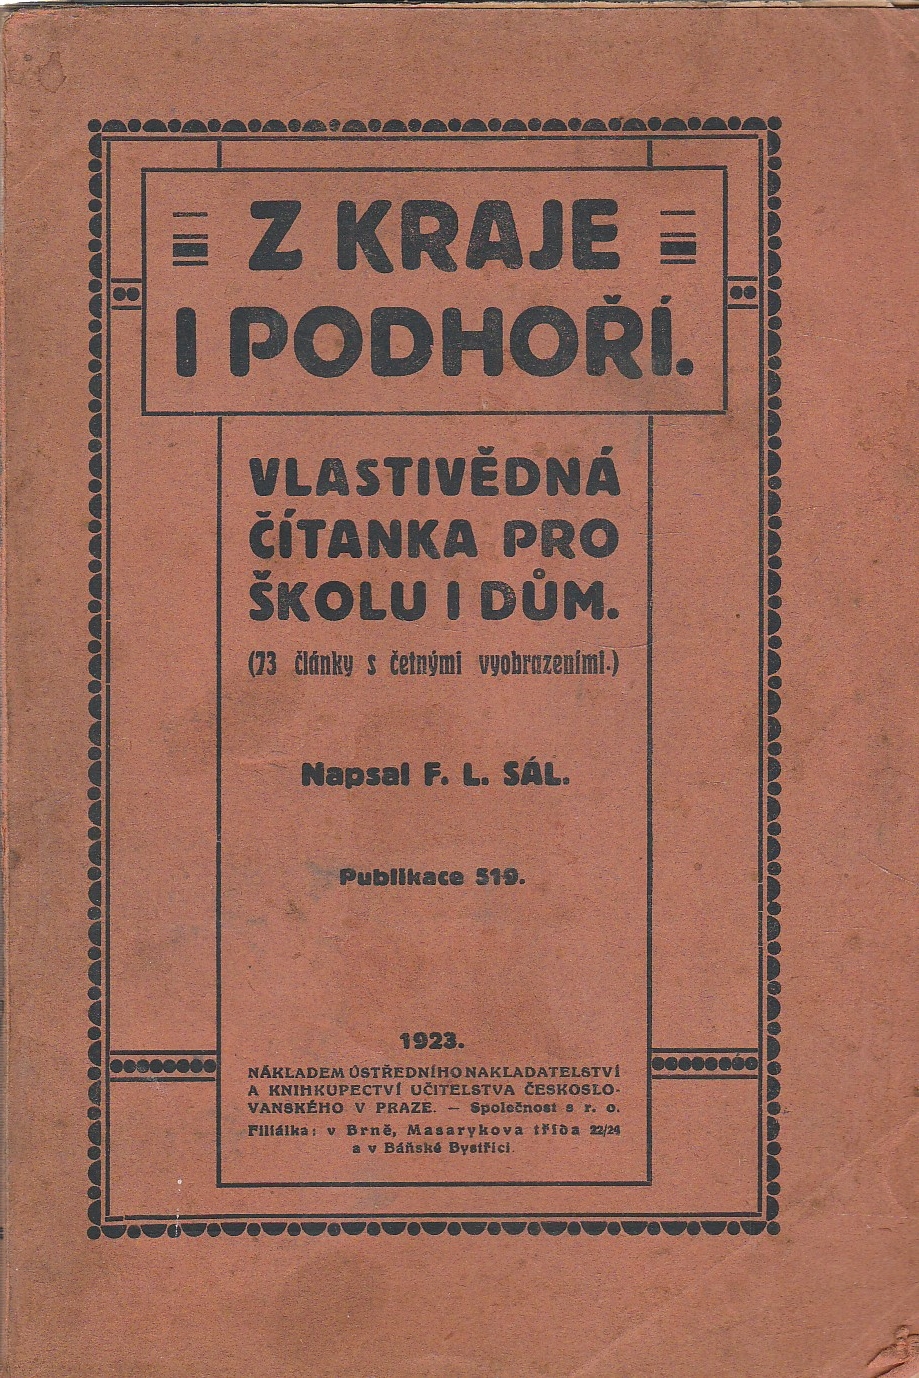 Z KRAJE
I PODHOŘÍ.
VLASTIVĚDNÁ
ČÍTANKA PRO
ŠKOLU I DŮM.
(73 články s četnými vyobrazeními.)
Napsal F. L. SÁL.
Publikace 519.
1923.
NÁKLADEM ÚSTŘEDNÍHO NAKLADATELSTVÍ
A KNIHKUPECTVÍ UČITELSTVA ČESKOSLO-
VANSKÉHO V PRAZE. — Společnost s r. o.
Filiálka: v Brně, Masarykova třída 22/24
a v Báňské Bystřici.